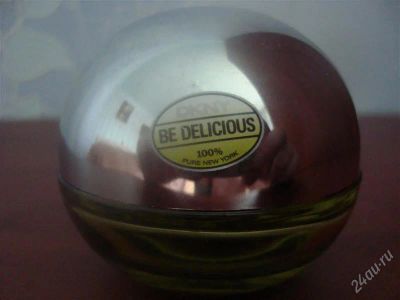 DKNY
BE DELICIOUS
100%
PURE NEW YORK
24au.ru